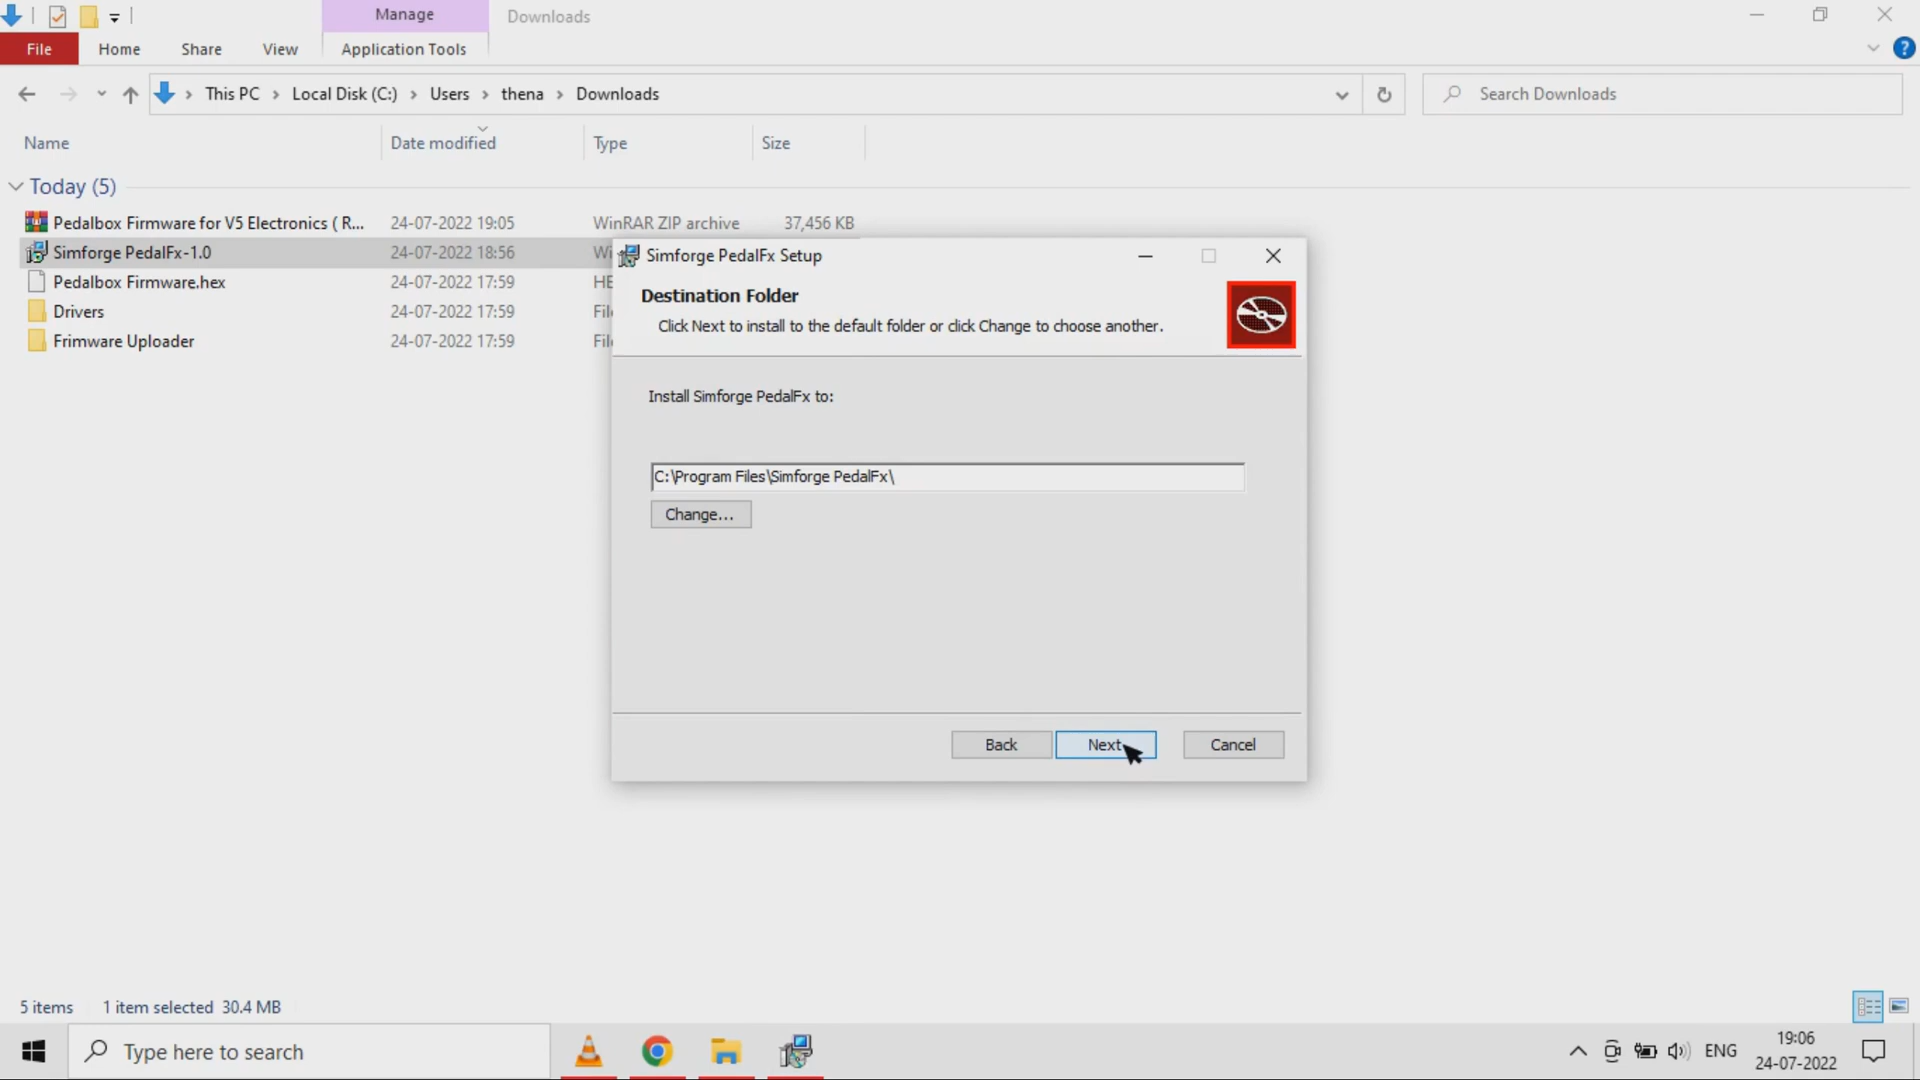 Manage
Downloads
File
Home
Share
View
Application Tools
This PC
Local Disk (C:)
Users
thena
Downloads
Search Downloads
Name
Date modified
Type
Size
Today (5)
Pedalbox Firmware for V5 Electronics ( R... 24-07-2022 19:05 WinRAR ZIP archive 37,456 KB
Simforge PedalFx-1.0 24-07-2022 18:56 Wi
Pedalbox Firmware.hex 24-07-2022 17:59 HE
Drivers 24-07-2022 17:59 Fil
Frimware Uploader 24-07-2022 17:59 Fil
Simforge PedalFx Setup
Destination Folder
Click Next to install to the default folder or click Change to choose another.
Install Simforge PedalFx to:
C:\Program Files\Simforge PedalFx\
Change...
Back
Next
Cancel
5 items
1 item selected 30.4 MB
Type here to search
ENG
19:06
24-07-2022